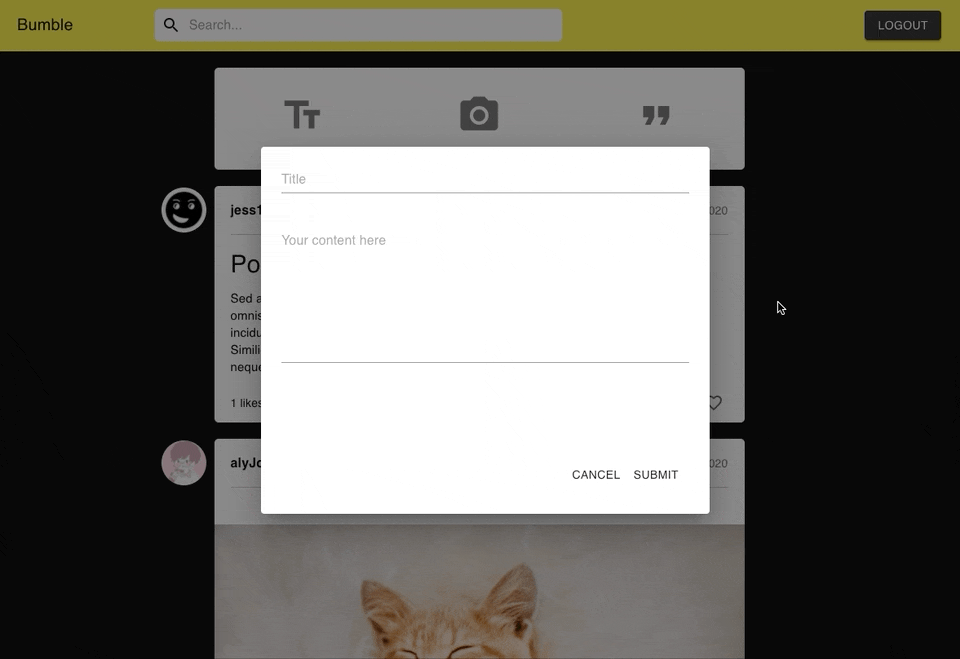 Bumble
Search...
LOGOUT
Tt
jess1
020
Title
Your content here
Po
Sed a
omnis
incidu
Simili
neque
1 likes
CANCEL SUBMIT
alyJo
020